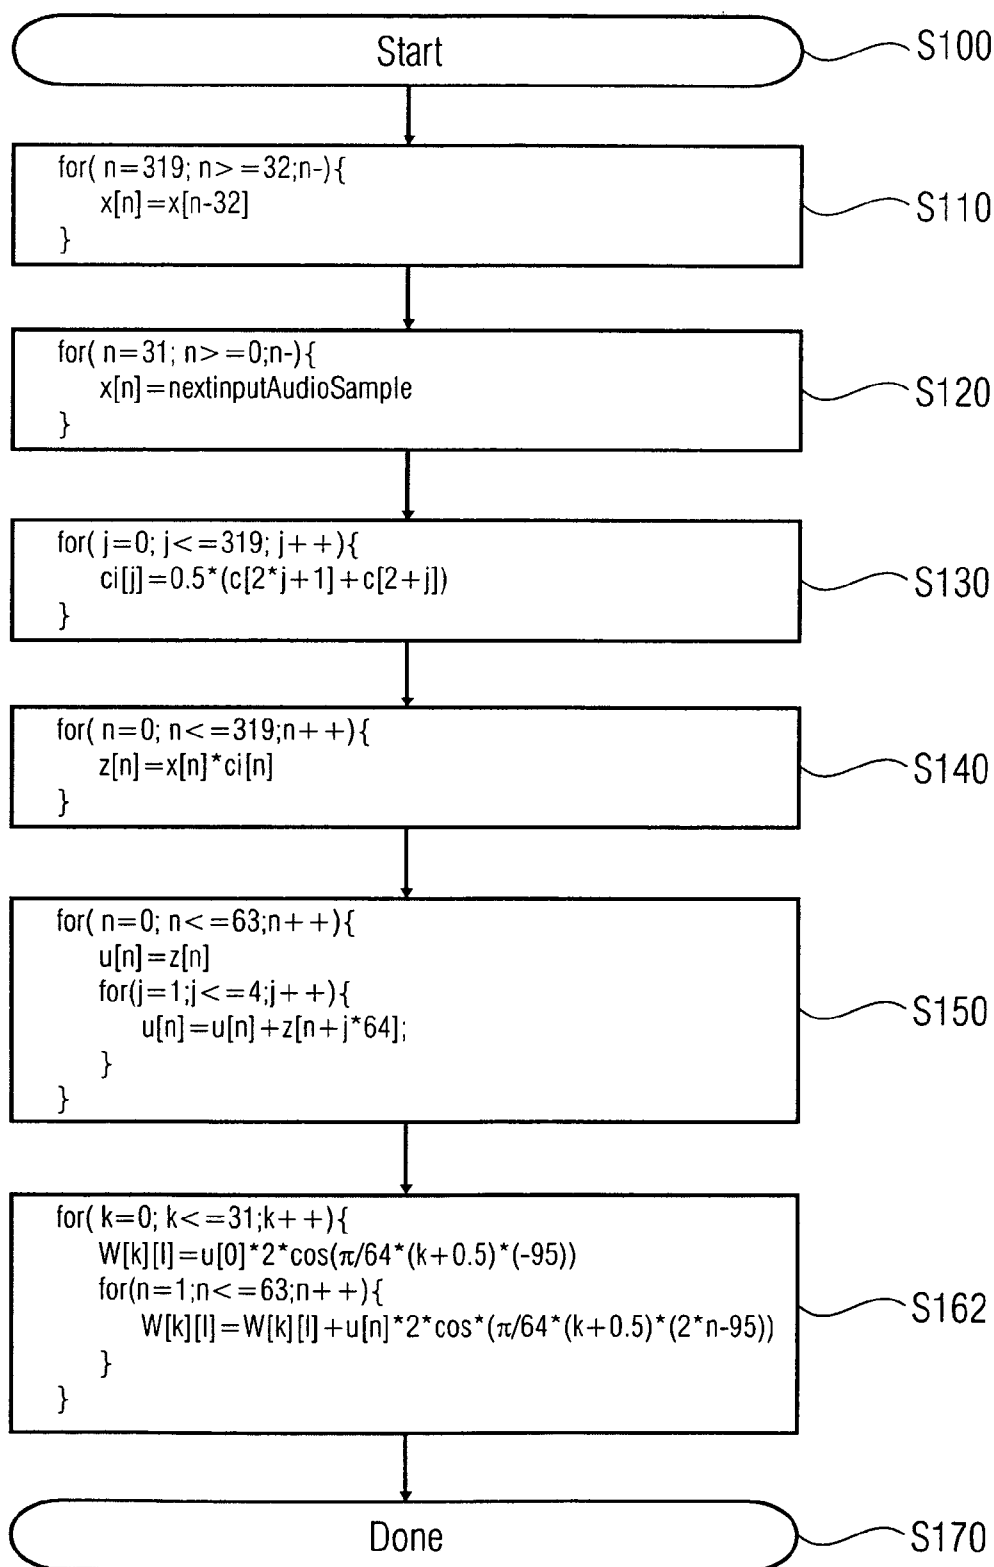 Start
S100
for( n=319; n>=32;n-){
x[n]=x[n-32]
}
S110
for( n=31; n>=0;n-){
x[n]=nextinputAudioSample
}
S120
for( j=0; j<=319; j++){
ci[j]=0.5*(c[2*j+1]+c[2+j])
}
S130
for( n=0; n<=319;n++){
z[n]=x[n]*ci[n]
}
S140
for( n=0; n<=63;n++){
u[n]=z[n]
for(j=1;j<=4;j++){
u[n]=u[n]+z[n+j*64];
}
}
S150
for( k=0; k<=31;k++){
W[k][l]=u[0]*2*cos(π/64*(k+0.5)*(-95))
for(n=1;n<=63;n++){
W[k][l]=W[k][l]+u[n]*2*cos*(π/64*(k+0.5)*(2*n-95))
}
}
S162
Done
S170